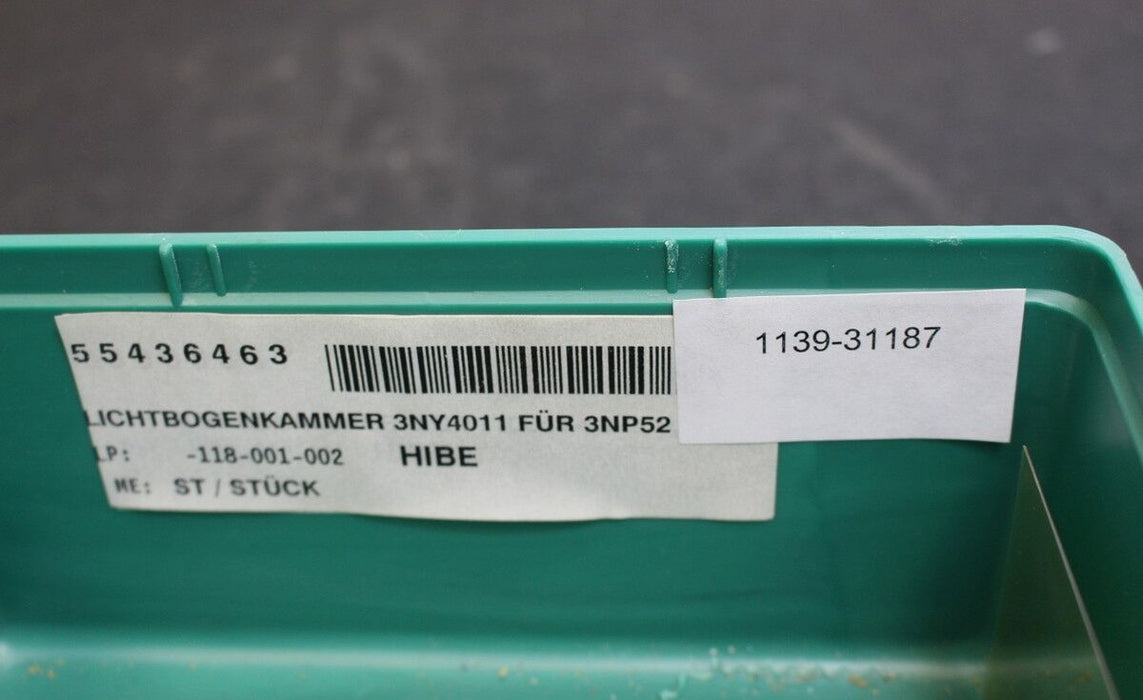 55436463
LICHTBOGENKAMMER 3NY4011 FÜR 3NP52
LP: -118-001-002 HIBE
ME: ST / STÜCK
1139-31187